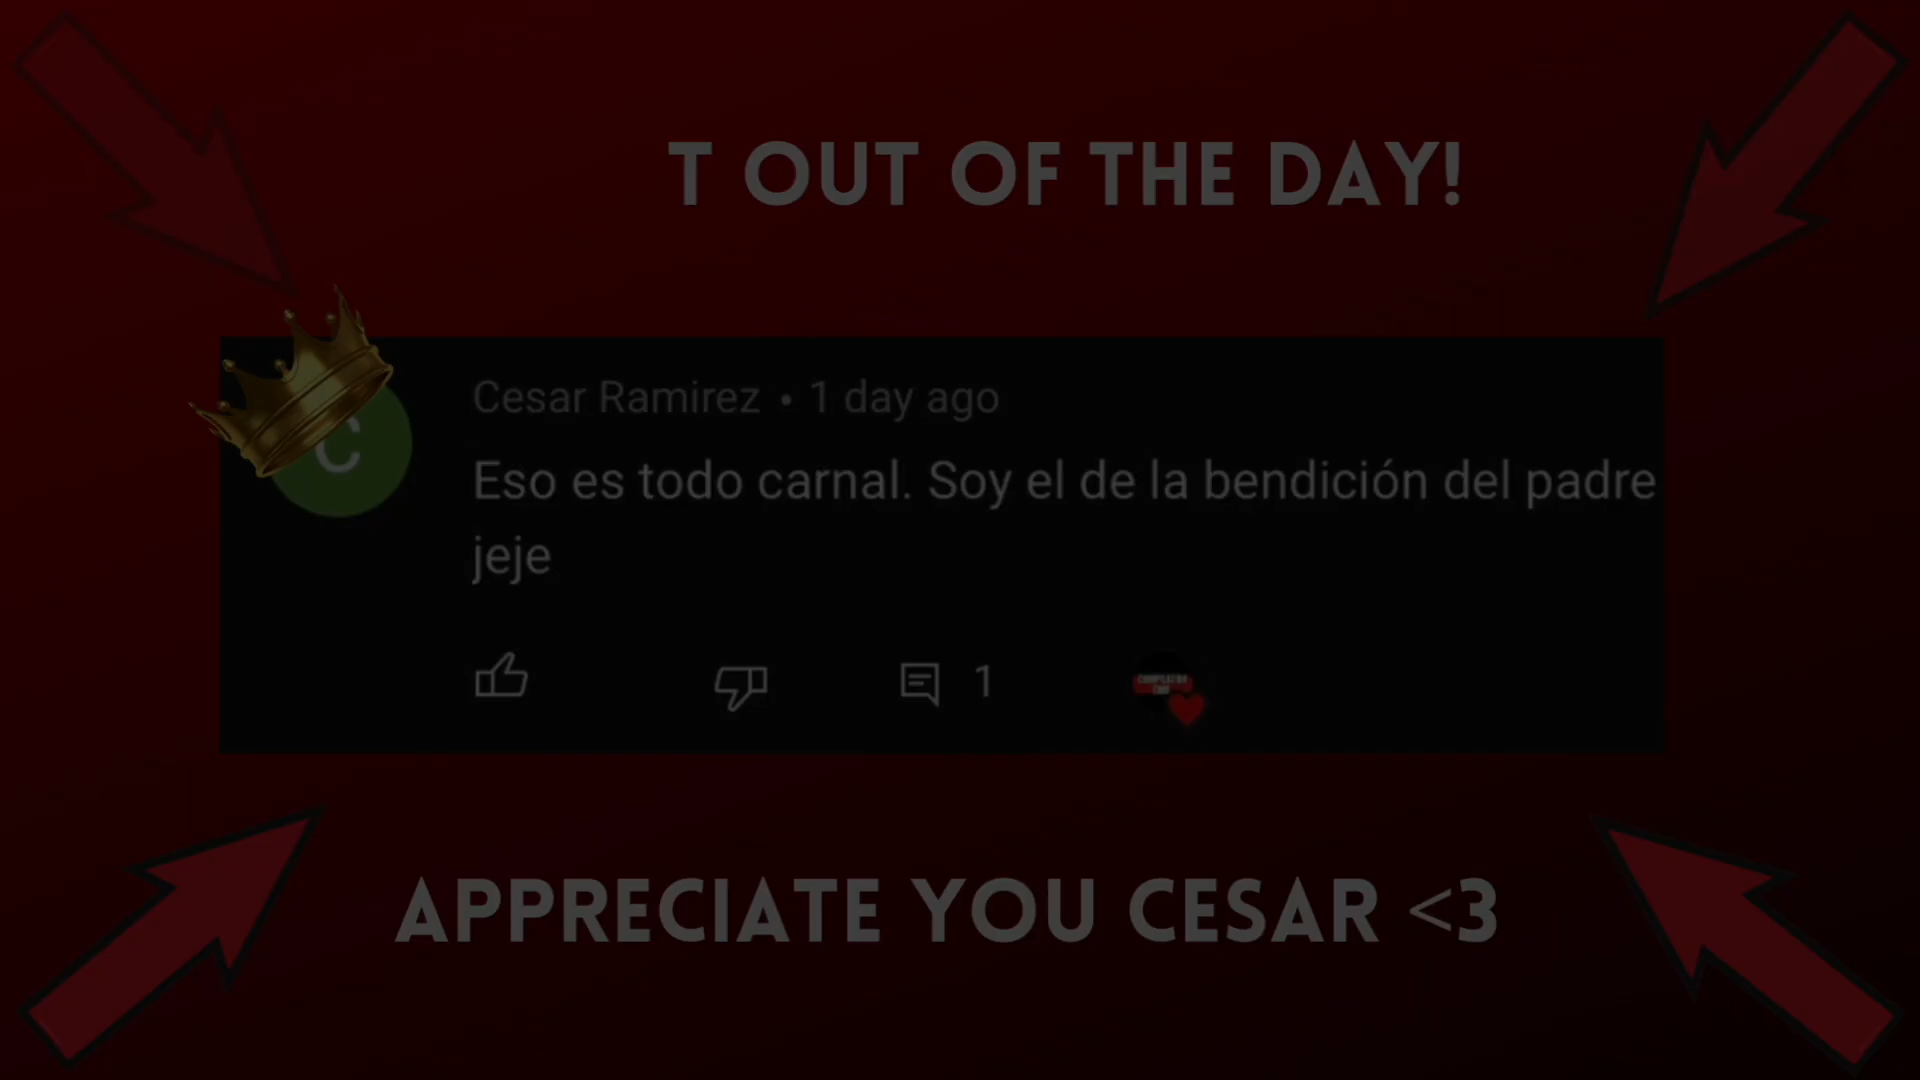 T OUT OF THE DAY!
Cesar Ramirez • 1 day ago
Eso es todo carnal. Soy el de la bendición del padre
jeje
1
C
APPRECIATE YOU CESAR <3